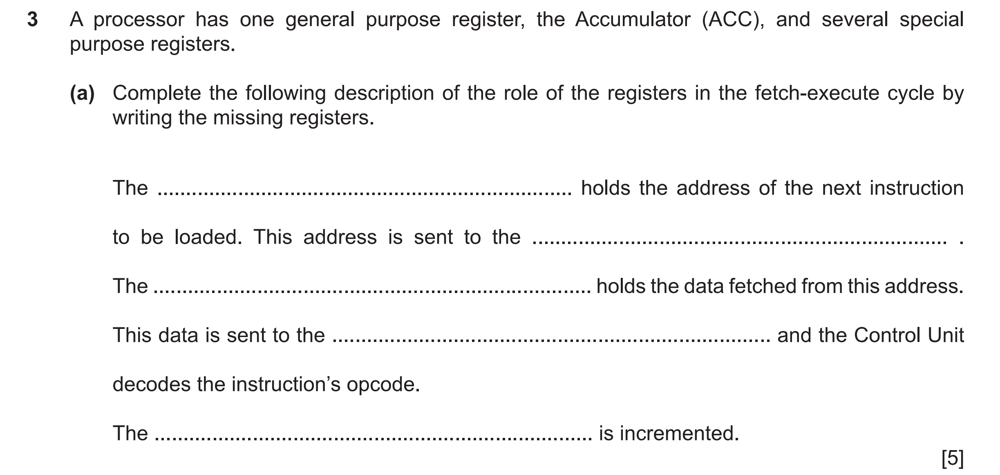 3 A processor has one general purpose register, the Accumulator (ACC), and several special
purpose registers.
(a) Complete the following description of the role of the registers in the fetch-execute cycle by
writing the missing registers.
The ........................................................................ holds the address of the next instruction
to be loaded. This address is sent to the ........................................................................ .
The ............................................................................ holds the data fetched from this address.
This data is sent to the ............................................................................ and the Control Unit
decodes the instruction’s opcode.
The ............................................................................ is incremented.
[5]